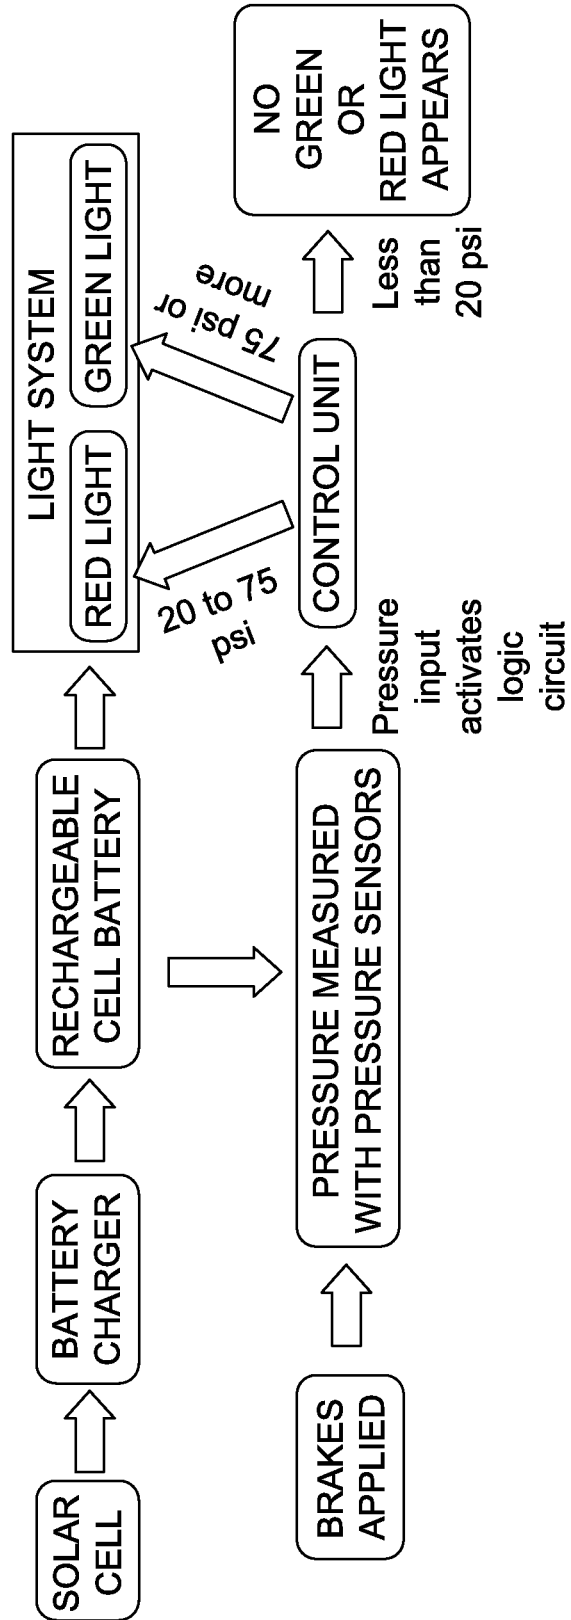 SOLAR
CELL
BATTERY
CHARGER
RECHARGEABLE
CELL BATTERY
LIGHT SYSTEM
RED LIGHT
GREEN LIGHT
20 to 75
psi
75 psi or
more
BRAKES
APPLIED
PRESSURE MEASURED
WITH PRESSURE SENSORS
Pressure
input
activates
logic
circuit
CONTROL UNIT
Less
than
20 psi
NO
GREEN
OR
RED LIGHT
APPEARS